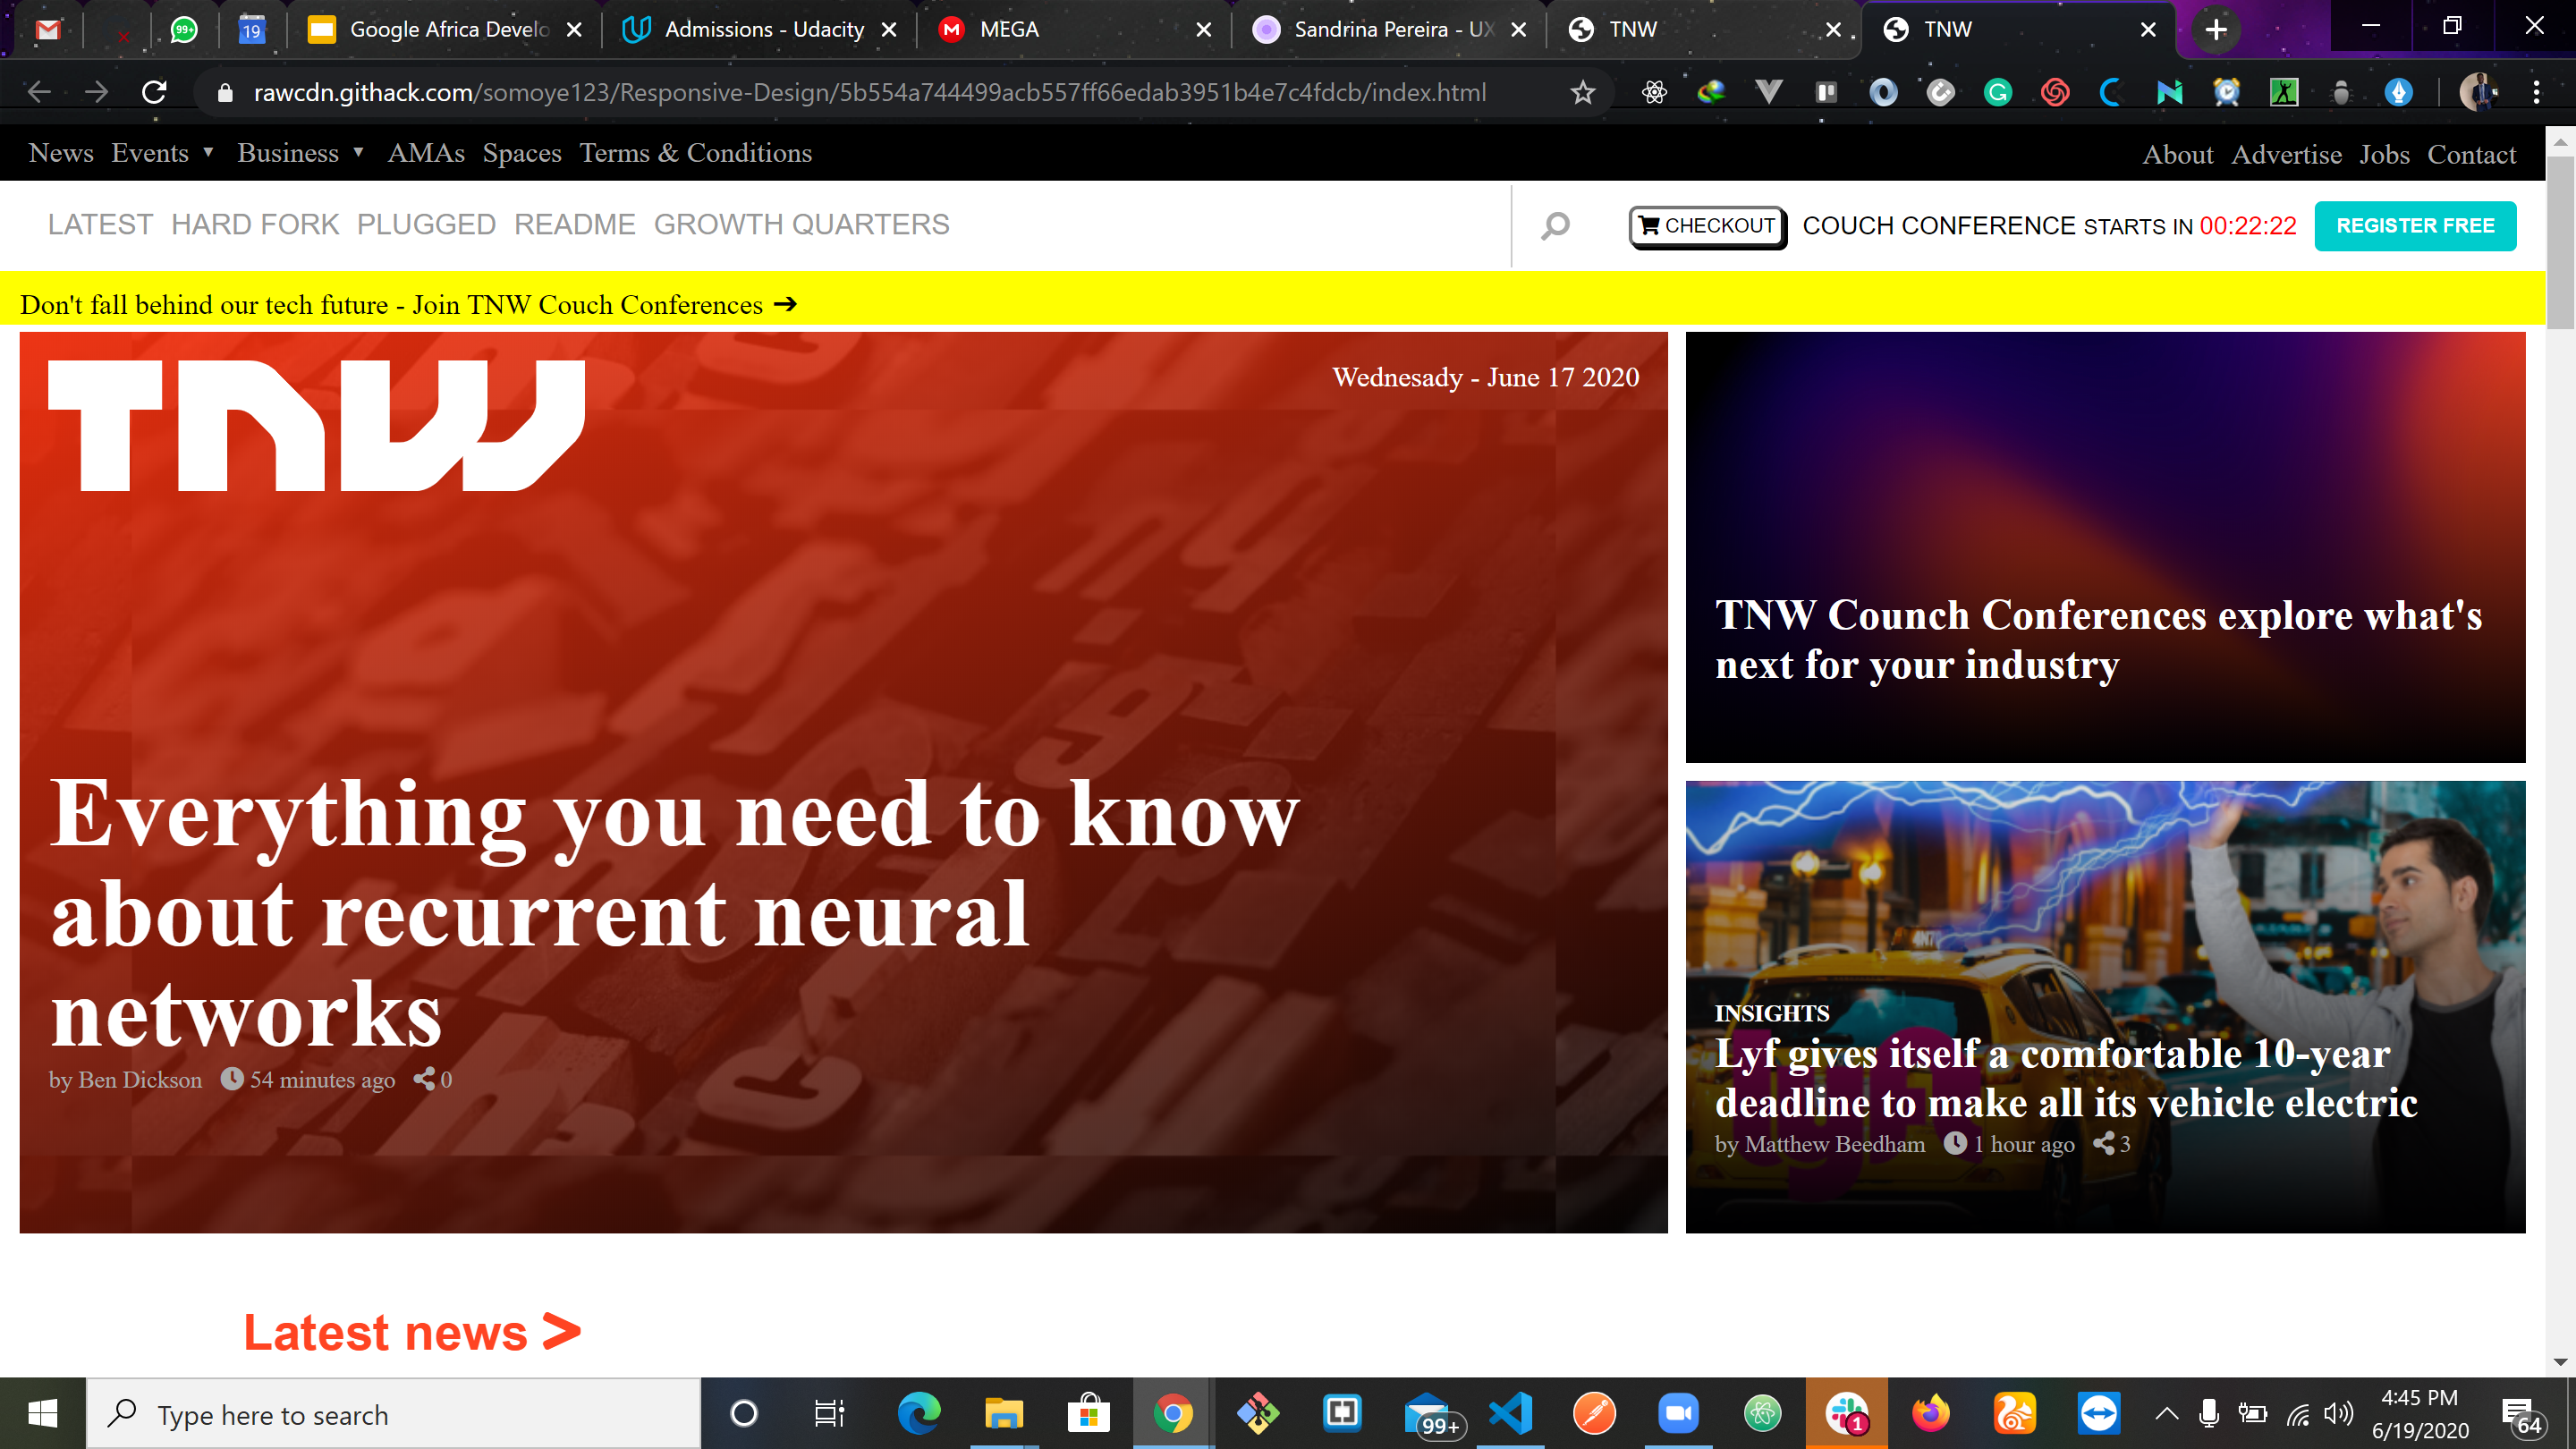 99+
19
Google Africa Develo
Admissions - Udacity
MEGA
Sandrina Pereira - UX
TNW
TNW
rawcdn.githack.com/somoye123/Responsive-Design/5b554a744499acb557ff66edab3951b4e7c4fdcb/index.html
News Events ▼ Business ▼ AMAs Spaces Terms & Conditions
About Advertise Jobs Contact
LATEST HARD FORK PLUGGED README GROWTH QUARTERS
CHECKOUT COUCH CONFERENCE STARTS IN 00:22:22 REGISTER FREE
Don't fall behind our tech future - Join TNW Couch Conferences ➔
TNW
Wednesady - June 17 2020
Everything you need to know
about recurrent neural
networks
by Ben Dickson 54 minutes ago 0
TNW Counch Conferences explore what's
next for your industry
INSIGHTS
Lyf gives itself a comfortable 10-year
deadline to make all its vehicle electric
by Matthew Beedham 1 hour ago 3
lyft
Latest news >
Type here to search
99+
1
4:45 PM
6/19/2020
64